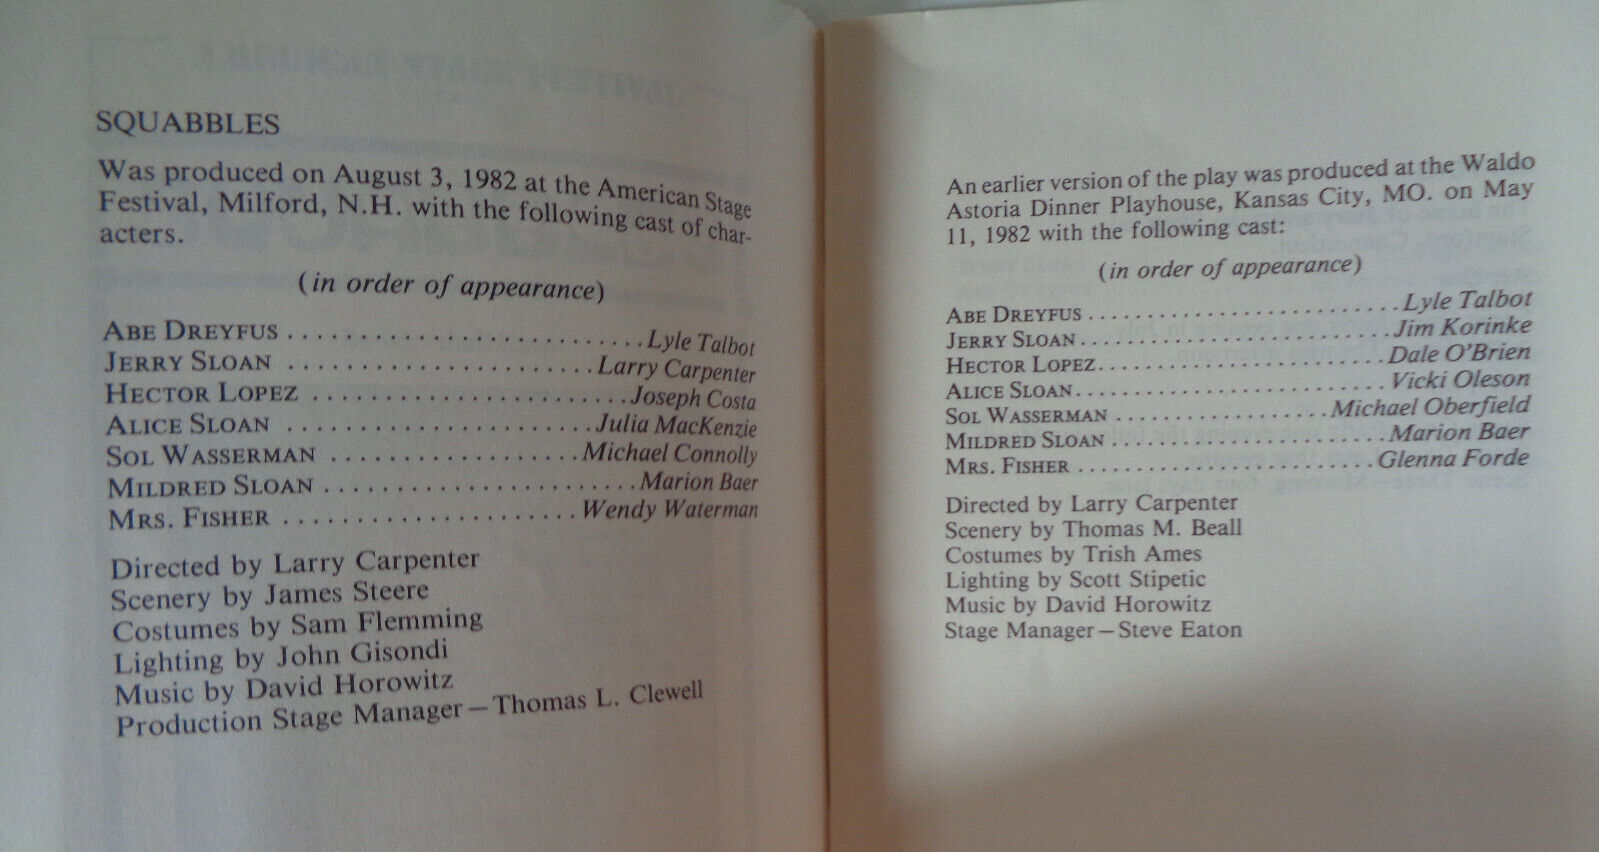 SQUABBLES
Was produced on August 3, 1982 at the American Stage
Festival, Milford, N.H. with the following cast of char-
acters.
(in order of appearance)
ABE DREYFUS ........................... Lyle Talbot
JERRY SLOAN ....................... Larry Carpenter
HECTOR LOPEZ ........................ Joseph Costa
ALICE SLOAN ....................... Julia MacKenzie
SOL WASSERMAN .................. Michael Connolly
MILDRED SLOAN ....................... Marion Baer
MRS. FISHER ...................... Wendy Waterman
Directed by Larry Carpenter
Scenery by James Steere
Costumes by Sam Flemming
Lighting by John Gisondi
Music by David Horowitz
Production Stage Manager—Thomas L. Clewell
An earlier version of the play was produced at the Waldo
Astoria Dinner Playhouse, Kansas City, MO. on May
11, 1982 with the following cast:
(in order of appearance)
ABE DREYFUS ........................... Lyle Talbot
JERRY SLOAN ........................... Jim Korinke
HECTOR LOPEZ ......................... Dale O'Brien
ALICE SLOAN ........................... Vicki Oleson
SOL WASSERMAN .................. Michael Oberfield
MILDRED SLOAN ....................... Marion Baer
MRS. FISHER ......................... Glenna Forde
Directed by Larry Carpenter
Scenery by Thomas M. Beall
Costumes by Trish Ames
Lighting by Scott Stipetic
Music by David Horowitz
Stage Manager—Steve Eaton